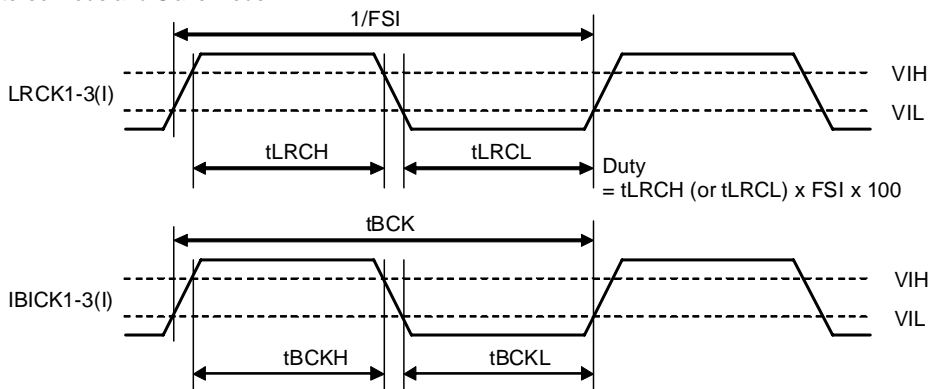 1/FSI
LRCK1-3(I)
VIH
VIL
tLRCH
tLRCL
Duty
= tLRCH (or tLRCL) x FSI x 100
tBCK
IBICK1-3(I)
VIH
VIL
tBCKH
tBCKL